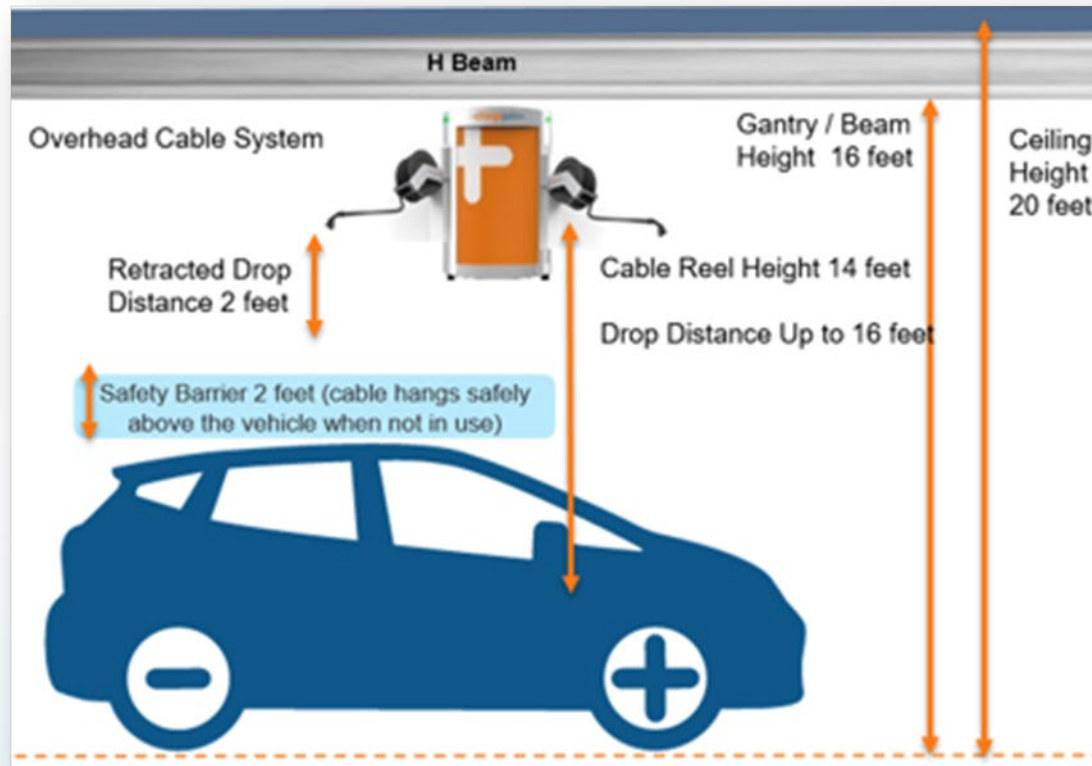 H Beam
Overhead Cable System
Gantry / Beam
Height 16 feet
Ceiling
Height
20 feet
Retracted Drop
Distance 2 feet
Cable Reel Height 14 feet
Drop Distance Up to 16 feet
Safety Barrier 2 feet (cable hangs safely
above the vehicle when not in use)